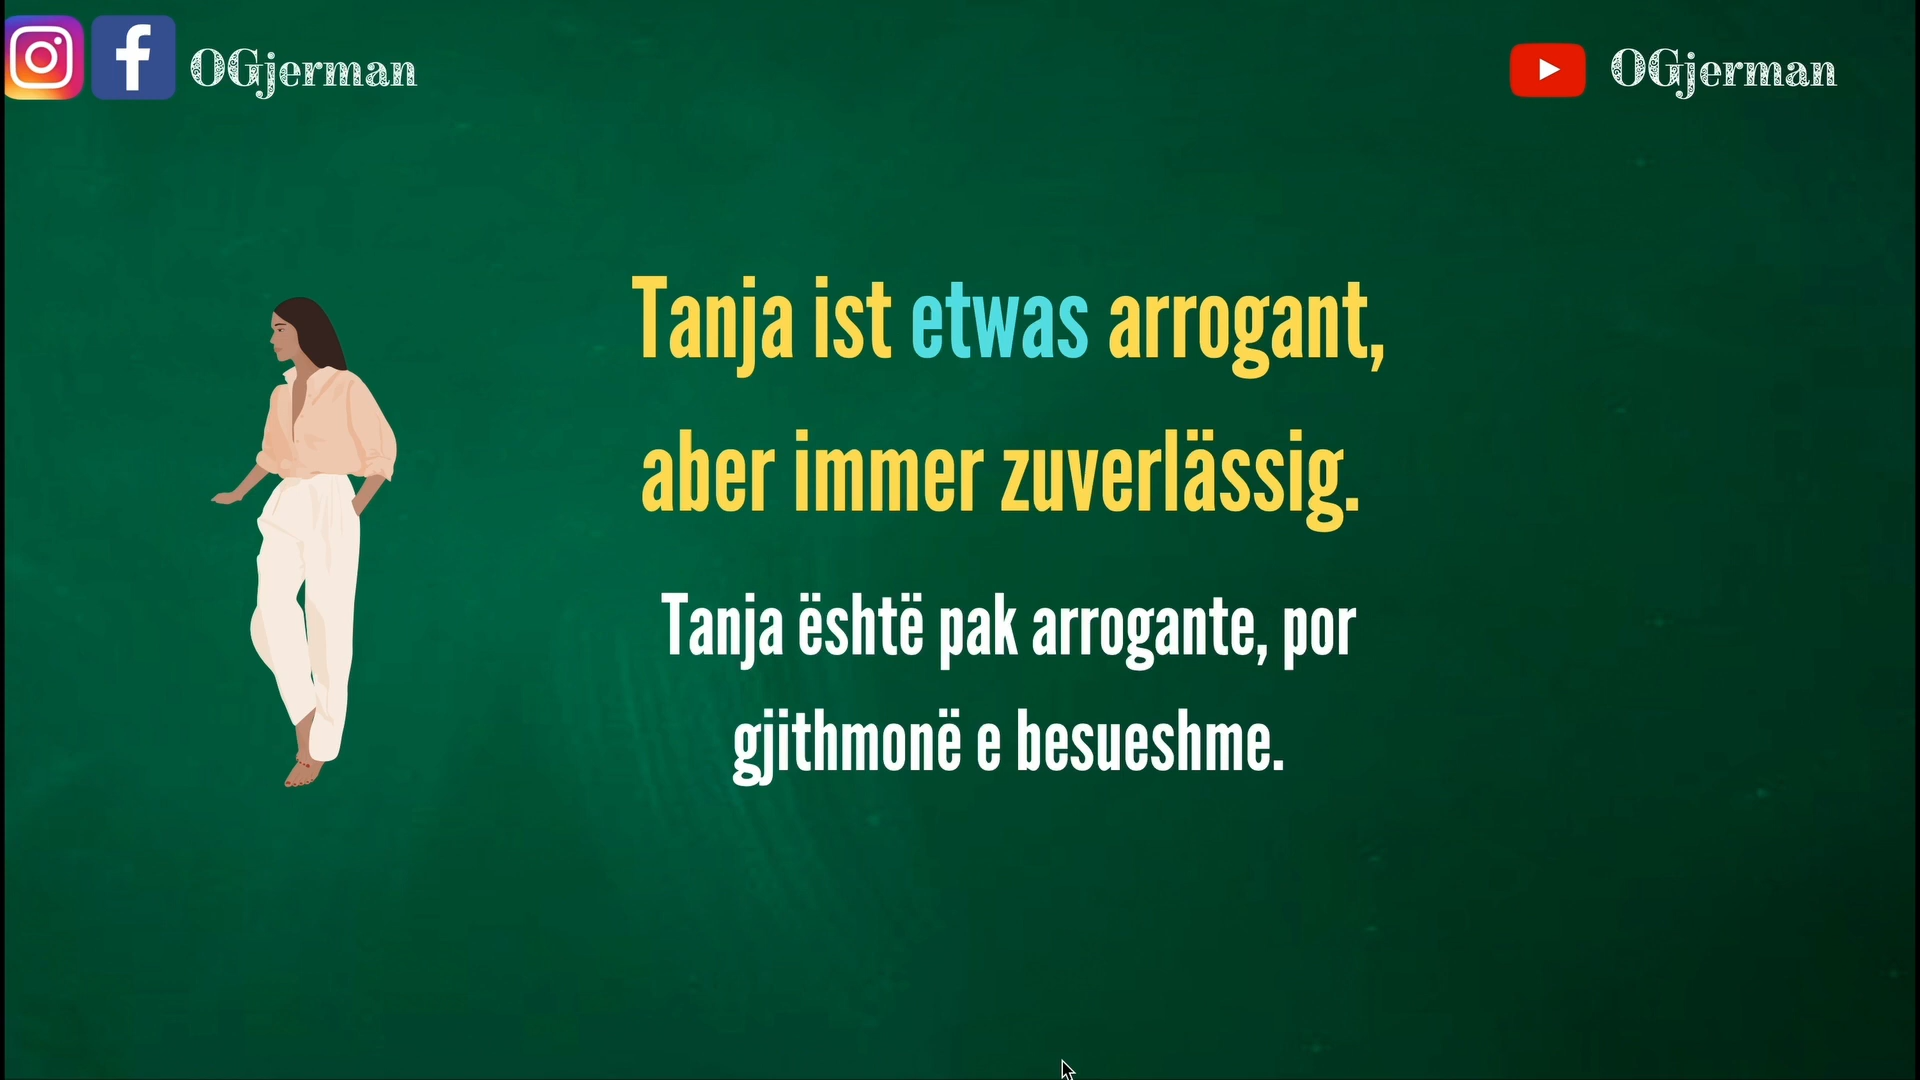 OGjerman
OGjerman
Tanja ist etwas arrogant,
aber immer zuverlässig.
Tanja është pak arrogante, por
gjithmonë e besueshme.